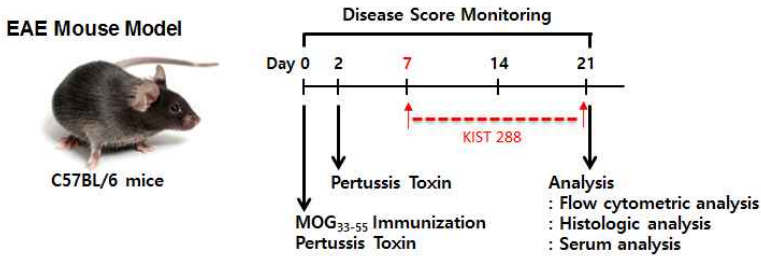 Disease Score Monitoring
EAE Mouse Model
Day 0 2 7 14 21
KIST 288
C57BL/6 mice
Pertussis Toxin
Analysis
: Flow cytometric analysis
MOG33-55 Immunization
: Histologic analysis
Pertussis Toxin
: Serum analysis